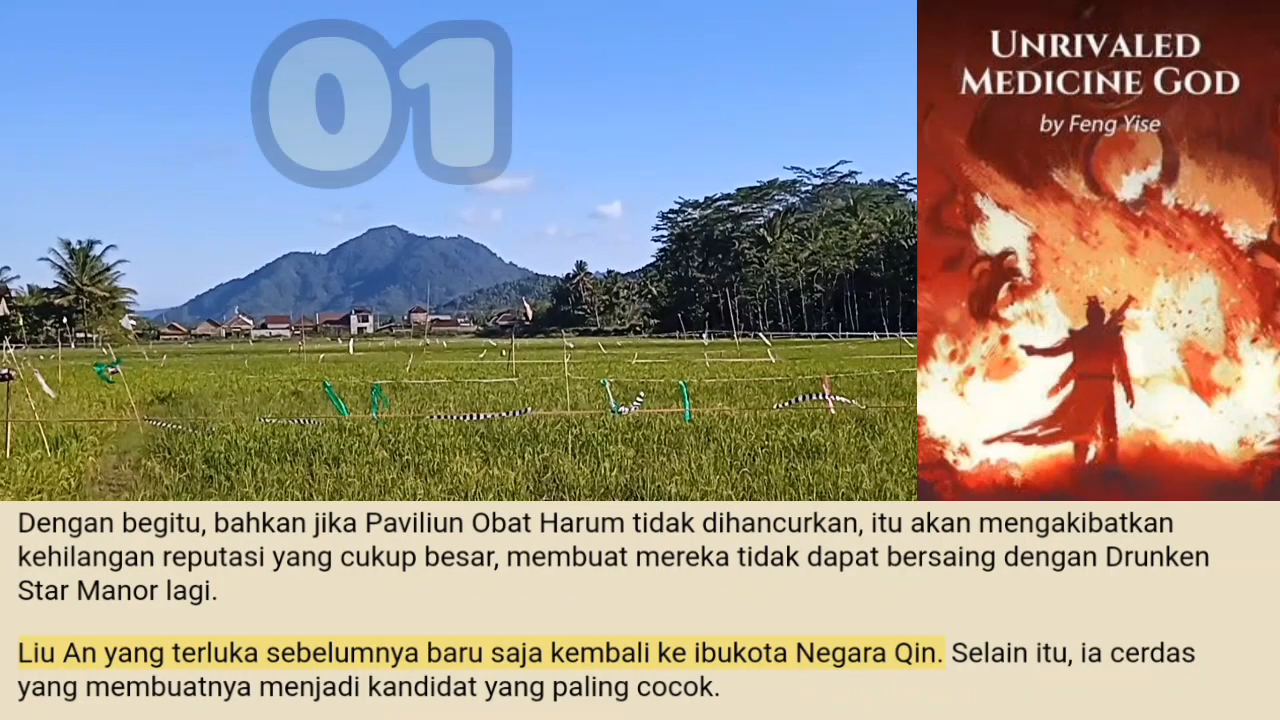 01
UNRIVALED
MEDICINE GOD
by Feng Yise
Dengan begitu, bahkan jika Paviliun Obat Harum tidak dihancurkan, itu akan mengakibatkan
kehilangan reputasi yang cukup besar, membuat mereka tidak dapat bersaing dengan Drunken
Star Manor lagi.
Liu An yang terluka sebelumnya baru saja kembali ke ibukota Negara Qin. Selain itu, ia cerdas
yang membuatnya menjadi kandidat yang paling cocok.